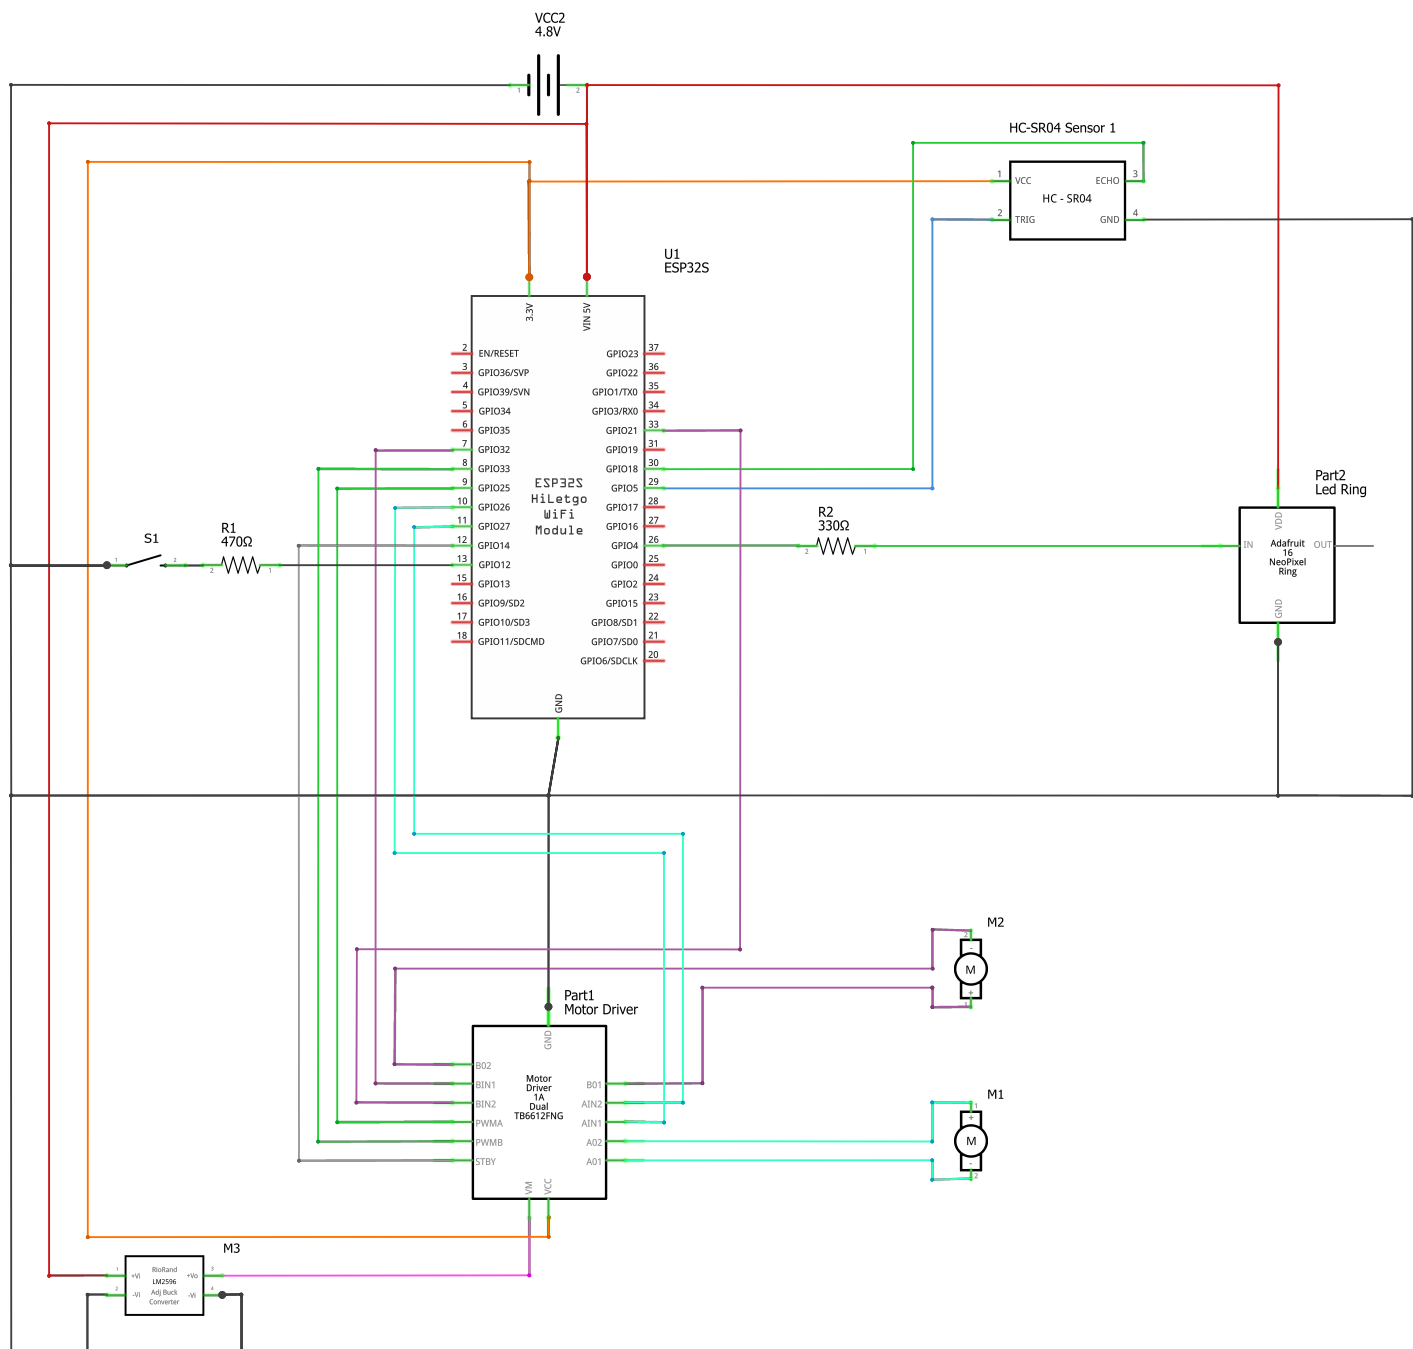 VCC2
4.8V
1
2
HC-SR04 Sensor 1
1 VCC ECHO 3
HC - SR04
2 TRIG GND 4
U1
ESP32S
3.3V
VIN 5V
2 EN/RESET GPIO23 37
3 GPIO36/SVP GPIO22 36
4 GPIO39/SVN GPIO1/TX0 35
5 GPIO34 GPIO3/RX0 34
6 GPIO35 GPIO21 33
7 GPIO32 GPIO19 31
8 GPIO33 GPIO18 30
9 GPIO25 GPIO5 29
10 GPIO26 GPIO17 28
11 GPIO27 GPIO16 27
12 GPIO14 GPIO4 26
13 GPIO12 GPIO0 25
15 GPIO13 GPIO2 24
16 GPIO9/SD2 GPIO15 23
17 GPIO10/SD3 GPIO8/SD1 22
18 GPIO11/SDCMD GPIO7/SD0 21
GPIO6/SDCLK 20
ESP32S
HiLetgo
WiFi
Module
GND
S1
1 2
R1
470Ω
2 1
R2
330Ω
2 1
Part2
Led Ring
VDD
IN OUT
Adafruit
16
NeoPixel
Ring
GND
M2
2
-
M
+
1
Part1
Motor Driver
GND
B02
BIN1 B01
BIN2 AIN2
PWMA AIN1
PWMB A02
STBY A01
Motor
Driver
1A
Dual
TB6612FNG
VM
VCC
M1
1
+
M
-
2
M3
RioRand
1 +Vi +Vo 3
LM2596
2 -Vi -Vi 4
Adj Buck
Converter